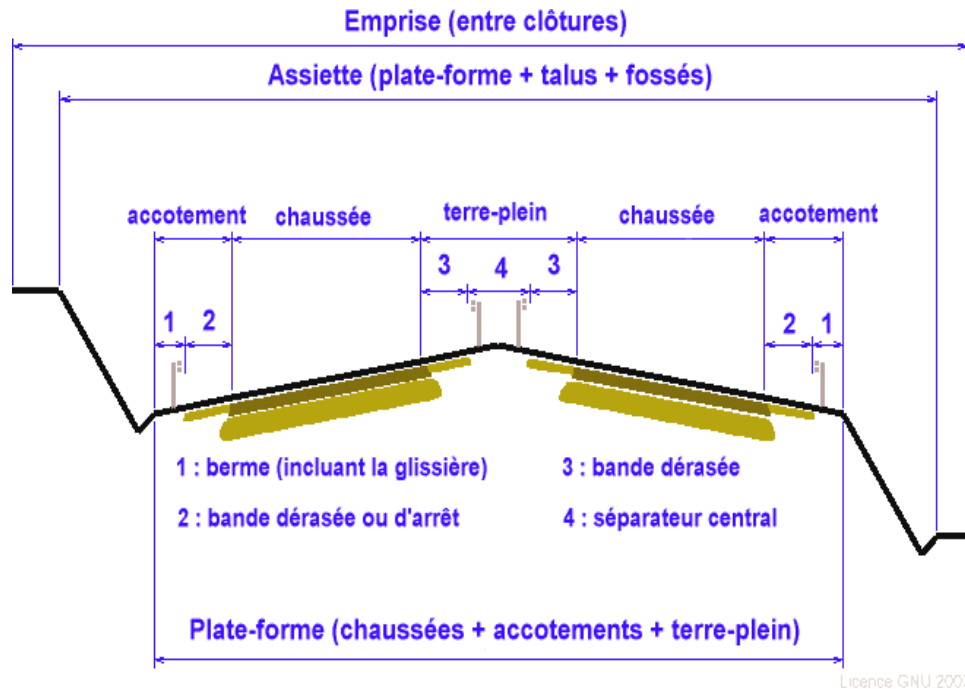 Emprise (entre clôtures)
Assiette (plate-forme + talus + fossés)
accotement chaussée terre-plein chaussée accotement
3 4 3
1 2 2 1
1 : berme (incluant la glissière)
3 : bande dérasée
2 : bande dérasée ou d'arrêt
4 : séparateur central
Plate-forme (chaussées + accotements + terre-plein)
Licence GNU